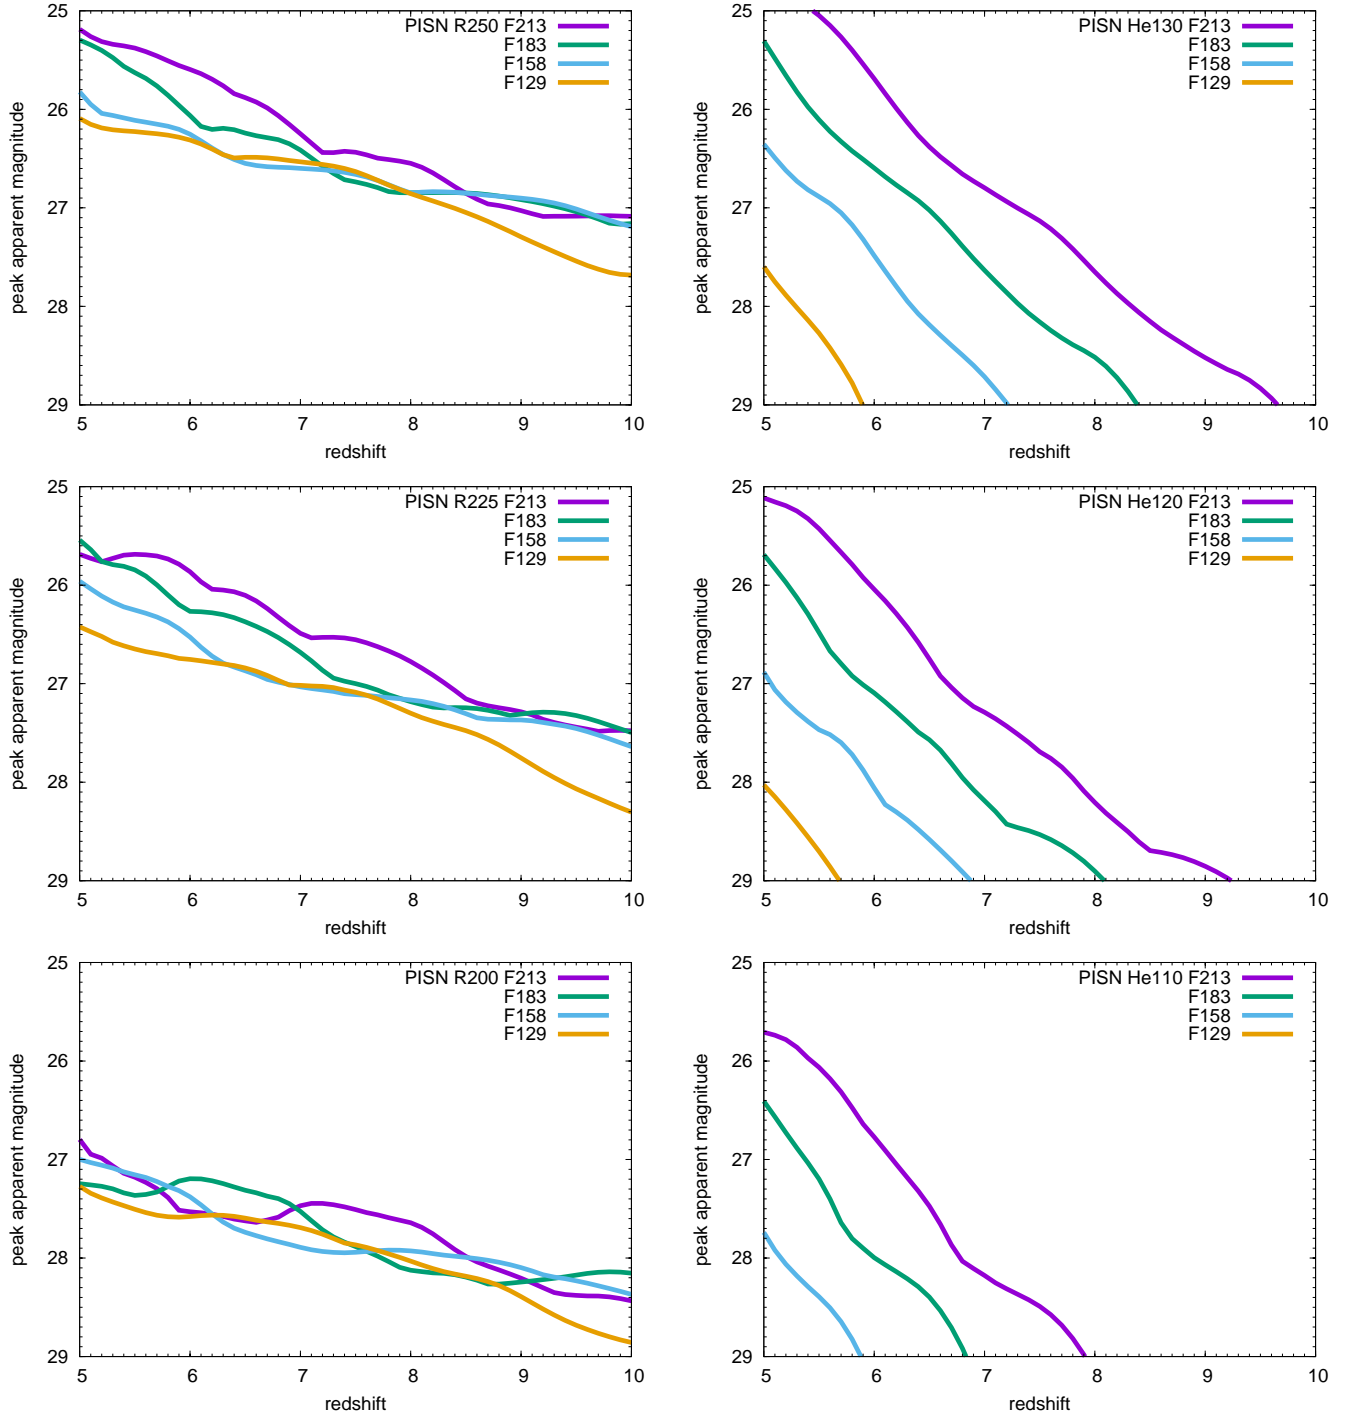 PISN R250 F213
F183
F158
F129
peak apparent magnitude
25
26
27
28
29
5 6 7 8 9 10
redshift
PISN He130 F213
F183
F158
F129
peak apparent magnitude
25
26
27
28
29
5 6 7 8 9 10
redshift
PISN R225 F213
F183
F158
F129
peak apparent magnitude
25
26
27
28
29
5 6 7 8 9 10
redshift
PISN He120 F213
F183
F158
F129
peak apparent magnitude
25
26
27
28
29
5 6 7 8 9 10
redshift
PISN R200 F213
F183
F158
F129
peak apparent magnitude
25
26
27
28
29
5 6 7 8 9 10
redshift
PISN He110 F213
F183
F158
F129
peak apparent magnitude
25
26
27
28
29
5 6 7 8 9 10
redshift